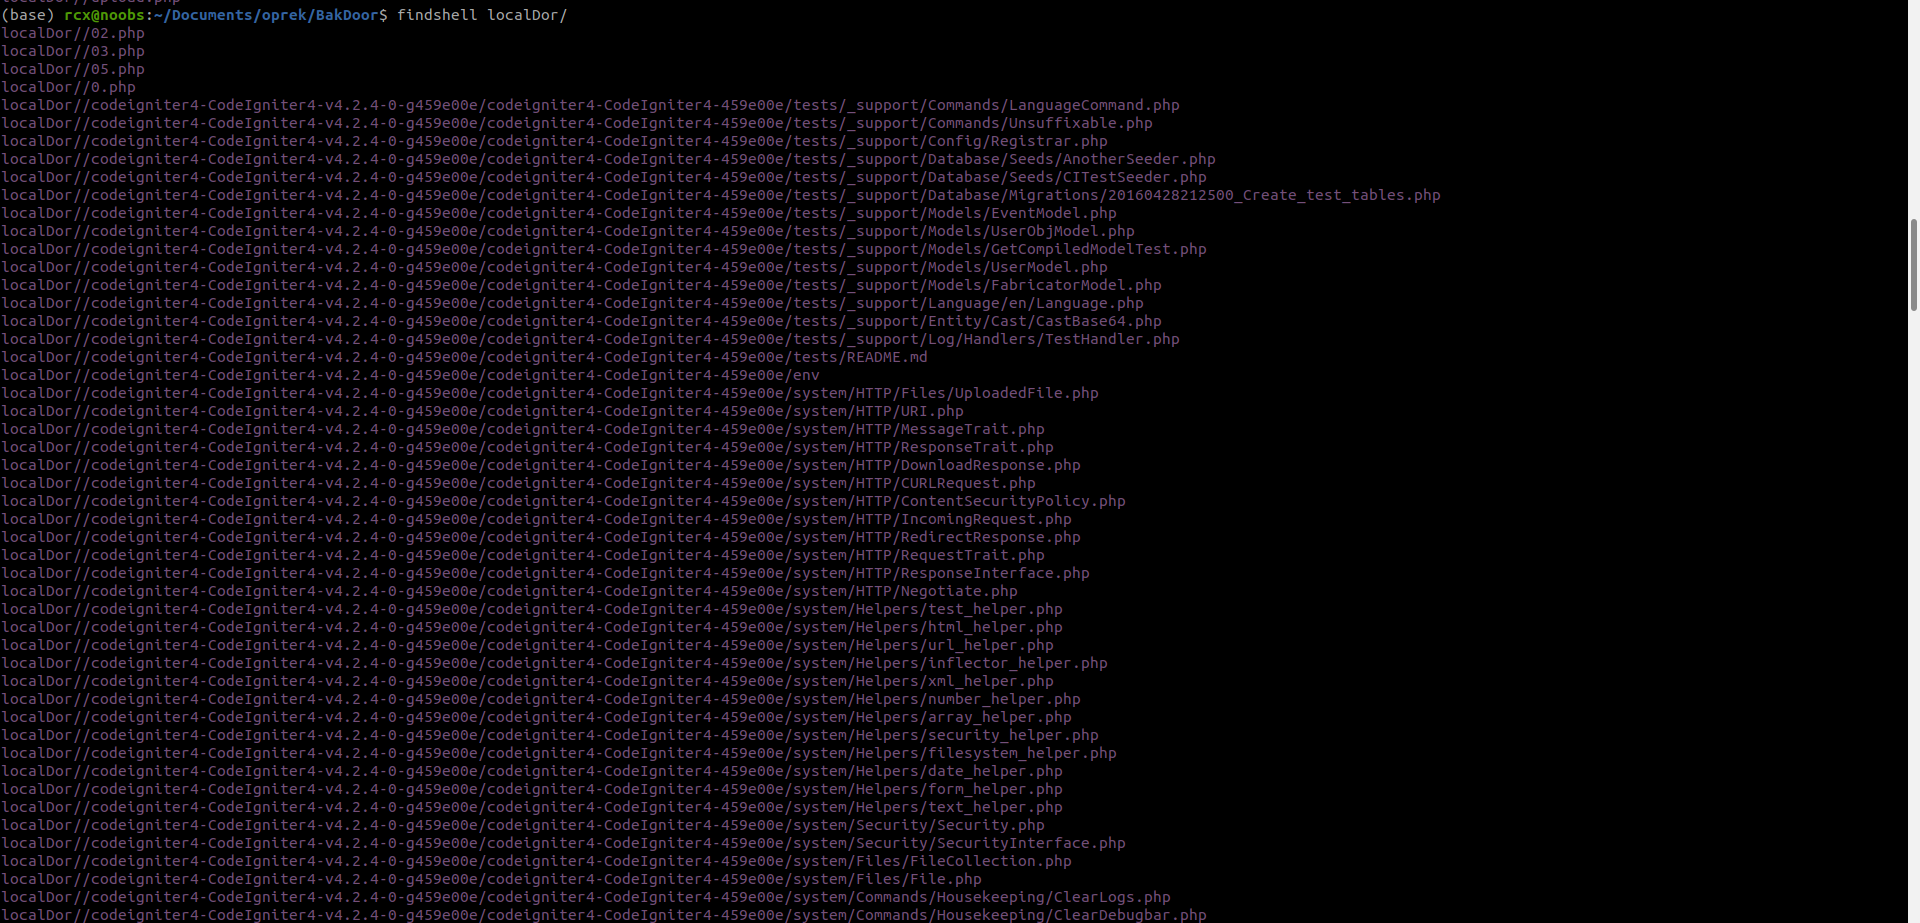 (base) rcx@noobs:~/Documents/oprek/BakDoor$ findshell localDor/
localDor//02.php
localDor//03.php
localDor//05.php
localDor//0.php
localDor//codeigniter4-CodeIgniter4-v4.2.4-0-g459e00e/codeigniter4-CodeIgniter4-459e00e/tests/_support/Commands/LanguageCommand.php
localDor//codeigniter4-CodeIgniter4-v4.2.4-0-g459e00e/codeigniter4-CodeIgniter4-459e00e/tests/_support/Commands/Unsuffixable.php
localDor//codeigniter4-CodeIgniter4-v4.2.4-0-g459e00e/codeigniter4-CodeIgniter4-459e00e/tests/_support/Config/Registrar.php
localDor//codeigniter4-CodeIgniter4-v4.2.4-0-g459e00e/codeigniter4-CodeIgniter4-459e00e/tests/_support/Database/Seeds/AnotherSeeder.php
localDor//codeigniter4-CodeIgniter4-v4.2.4-0-g459e00e/codeigniter4-CodeIgniter4-459e00e/tests/_support/Database/Seeds/CITestSeeder.php
localDor//codeigniter4-CodeIgniter4-v4.2.4-0-g459e00e/codeigniter4-CodeIgniter4-459e00e/tests/_support/Database/Migrations/20160428212500_Create_test_tables.php
localDor//codeigniter4-CodeIgniter4-v4.2.4-0-g459e00e/codeigniter4-CodeIgniter4-459e00e/tests/_support/Models/EventModel.php
localDor//codeigniter4-CodeIgniter4-v4.2.4-0-g459e00e/codeigniter4-CodeIgniter4-459e00e/tests/_support/Models/UserObjModel.php
localDor//codeigniter4-CodeIgniter4-v4.2.4-0-g459e00e/codeigniter4-CodeIgniter4-459e00e/tests/_support/Models/GetCompiledModelTest.php
localDor//codeigniter4-CodeIgniter4-v4.2.4-0-g459e00e/codeigniter4-CodeIgniter4-459e00e/tests/_support/Models/UserModel.php
localDor//codeigniter4-CodeIgniter4-v4.2.4-0-g459e00e/codeigniter4-CodeIgniter4-459e00e/tests/_support/Models/FabricatorModel.php
localDor//codeigniter4-CodeIgniter4-v4.2.4-0-g459e00e/codeigniter4-CodeIgniter4-459e00e/tests/_support/Language/en/Language.php
localDor//codeigniter4-CodeIgniter4-v4.2.4-0-g459e00e/codeigniter4-CodeIgniter4-459e00e/tests/_support/Entity/Cast/CastBase64.php
localDor//codeigniter4-CodeIgniter4-v4.2.4-0-g459e00e/codeigniter4-CodeIgniter4-459e00e/tests/_support/Log/Handlers/TestHandler.php
localDor//codeigniter4-CodeIgniter4-v4.2.4-0-g459e00e/codeigniter4-CodeIgniter4-459e00e/tests/README.md
localDor//codeigniter4-CodeIgniter4-v4.2.4-0-g459e00e/codeigniter4-CodeIgniter4-459e00e/env
localDor//codeigniter4-CodeIgniter4-v4.2.4-0-g459e00e/codeigniter4-CodeIgniter4-459e00e/system/HTTP/Files/UploadedFile.php
localDor//codeigniter4-CodeIgniter4-v4.2.4-0-g459e00e/codeigniter4-CodeIgniter4-459e00e/system/HTTP/URI.php
localDor//codeigniter4-CodeIgniter4-v4.2.4-0-g459e00e/codeigniter4-CodeIgniter4-459e00e/system/HTTP/MessageTrait.php
localDor//codeigniter4-CodeIgniter4-v4.2.4-0-g459e00e/codeigniter4-CodeIgniter4-459e00e/system/HTTP/ResponseTrait.php
localDor//codeigniter4-CodeIgniter4-v4.2.4-0-g459e00e/codeigniter4-CodeIgniter4-459e00e/system/HTTP/DownloadResponse.php
localDor//codeigniter4-CodeIgniter4-v4.2.4-0-g459e00e/codeigniter4-CodeIgniter4-459e00e/system/HTTP/CURLRequest.php
localDor//codeigniter4-CodeIgniter4-v4.2.4-0-g459e00e/codeigniter4-CodeIgniter4-459e00e/system/HTTP/ContentSecurityPolicy.php
localDor//codeigniter4-CodeIgniter4-v4.2.4-0-g459e00e/codeigniter4-CodeIgniter4-459e00e/system/HTTP/IncomingRequest.php
localDor//codeigniter4-CodeIgniter4-v4.2.4-0-g459e00e/codeigniter4-CodeIgniter4-459e00e/system/HTTP/RedirectResponse.php
localDor//codeigniter4-CodeIgniter4-v4.2.4-0-g459e00e/codeigniter4-CodeIgniter4-459e00e/system/HTTP/RequestTrait.php
localDor//codeigniter4-CodeIgniter4-v4.2.4-0-g459e00e/codeigniter4-CodeIgniter4-459e00e/system/HTTP/ResponseInterface.php
localDor//codeigniter4-CodeIgniter4-v4.2.4-0-g459e00e/codeigniter4-CodeIgniter4-459e00e/system/HTTP/Negotiate.php
localDor//codeigniter4-CodeIgniter4-v4.2.4-0-g459e00e/codeigniter4-CodeIgniter4-459e00e/system/Helpers/test_helper.php
localDor//codeigniter4-CodeIgniter4-v4.2.4-0-g459e00e/codeigniter4-CodeIgniter4-459e00e/system/Helpers/html_helper.php
localDor//codeigniter4-CodeIgniter4-v4.2.4-0-g459e00e/codeigniter4-CodeIgniter4-459e00e/system/Helpers/url_helper.php
localDor//codeigniter4-CodeIgniter4-v4.2.4-0-g459e00e/codeigniter4-CodeIgniter4-459e00e/system/Helpers/inflector_helper.php
localDor//codeigniter4-CodeIgniter4-v4.2.4-0-g459e00e/codeigniter4-CodeIgniter4-459e00e/system/Helpers/xml_helper.php
localDor//codeigniter4-CodeIgniter4-v4.2.4-0-g459e00e/codeigniter4-CodeIgniter4-459e00e/system/Helpers/number_helper.php
localDor//codeigniter4-CodeIgniter4-v4.2.4-0-g459e00e/codeigniter4-CodeIgniter4-459e00e/system/Helpers/array_helper.php
localDor//codeigniter4-CodeIgniter4-v4.2.4-0-g459e00e/codeigniter4-CodeIgniter4-459e00e/system/Helpers/security_helper.php
localDor//codeigniter4-CodeIgniter4-v4.2.4-0-g459e00e/codeigniter4-CodeIgniter4-459e00e/system/Helpers/filesystem_helper.php
localDor//codeigniter4-CodeIgniter4-v4.2.4-0-g459e00e/codeigniter4-CodeIgniter4-459e00e/system/Helpers/date_helper.php
localDor//codeigniter4-CodeIgniter4-v4.2.4-0-g459e00e/codeigniter4-CodeIgniter4-459e00e/system/Helpers/form_helper.php
localDor//codeigniter4-CodeIgniter4-v4.2.4-0-g459e00e/codeigniter4-CodeIgniter4-459e00e/system/Helpers/text_helper.php
localDor//codeigniter4-CodeIgniter4-v4.2.4-0-g459e00e/codeigniter4-CodeIgniter4-459e00e/system/Security/Security.php
localDor//codeigniter4-CodeIgniter4-v4.2.4-0-g459e00e/codeigniter4-CodeIgniter4-459e00e/system/Security/SecurityInterface.php
localDor//codeigniter4-CodeIgniter4-v4.2.4-0-g459e00e/codeigniter4-CodeIgniter4-459e00e/system/Files/FileCollection.php
localDor//codeigniter4-CodeIgniter4-v4.2.4-0-g459e00e/codeigniter4-CodeIgniter4-459e00e/system/Files/File.php
localDor//codeigniter4-CodeIgniter4-v4.2.4-0-g459e00e/codeigniter4-CodeIgniter4-459e00e/system/Commands/Housekeeping/ClearLogs.php
localDor//codeigniter4-CodeIgniter4-v4.2.4-0-g459e00e/codeigniter4-CodeIgniter4-459e00e/system/Commands/Housekeeping/ClearDebugbar.php